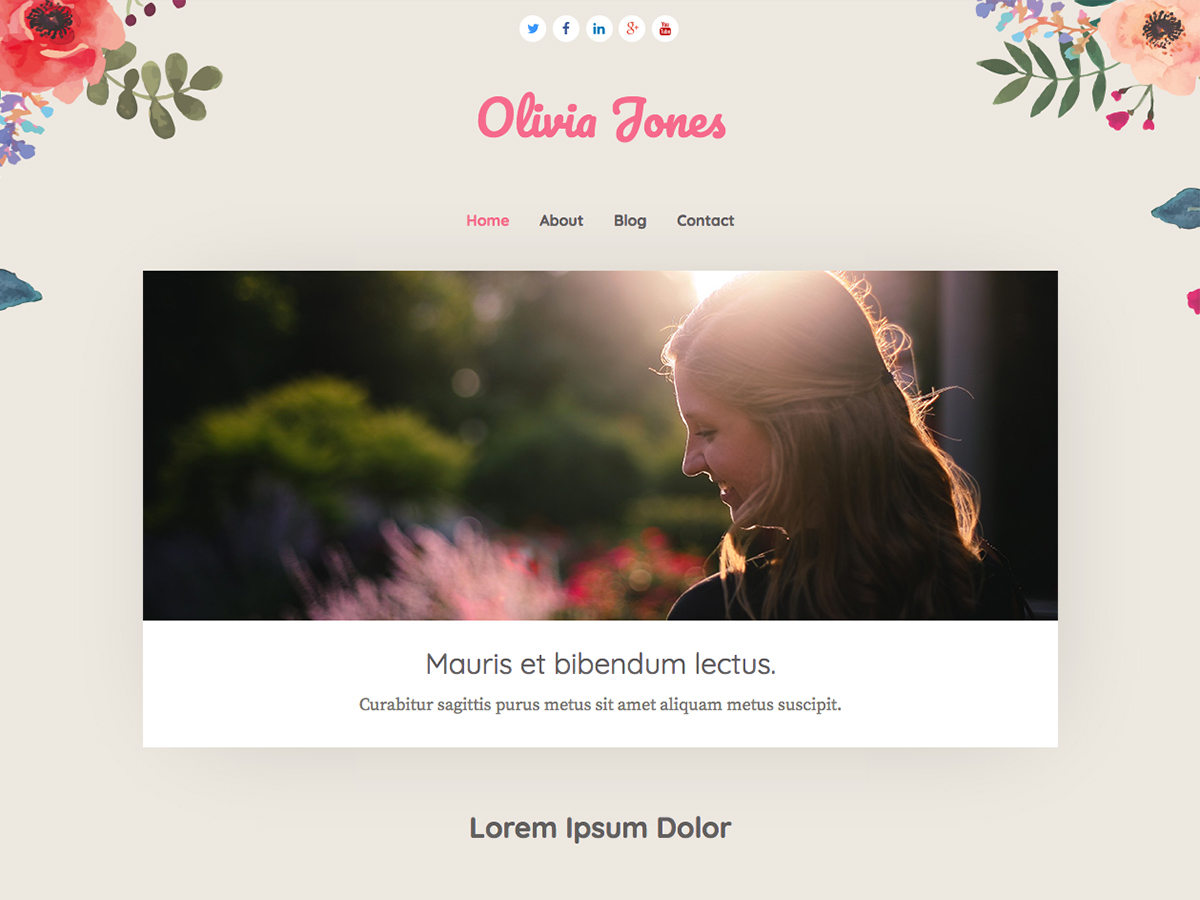 Olivia Jones
Home About Blog Contact
Mauris et bibendum lectus.
Curabitur sagittis purus metus sit amet aliquam metus suscipit.
Lorem Ipsum Dolor